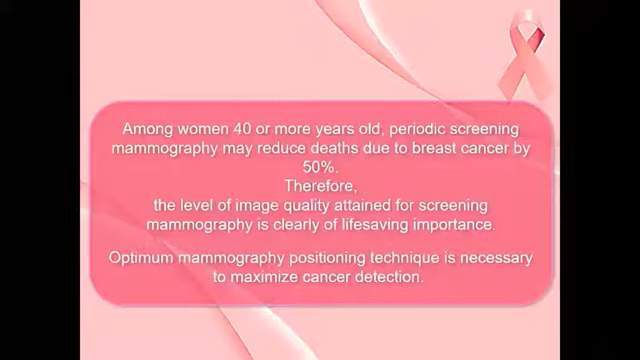 Among women 40 or more years old, periodic screening
mammography may reduce deaths due to breast cancer by
50%.
Therefore,
the level of image quality attained for screening
mammography is clearly of lifesaving importance.
Optimum mammography positioning technique is necessary
to maximize cancer detection.